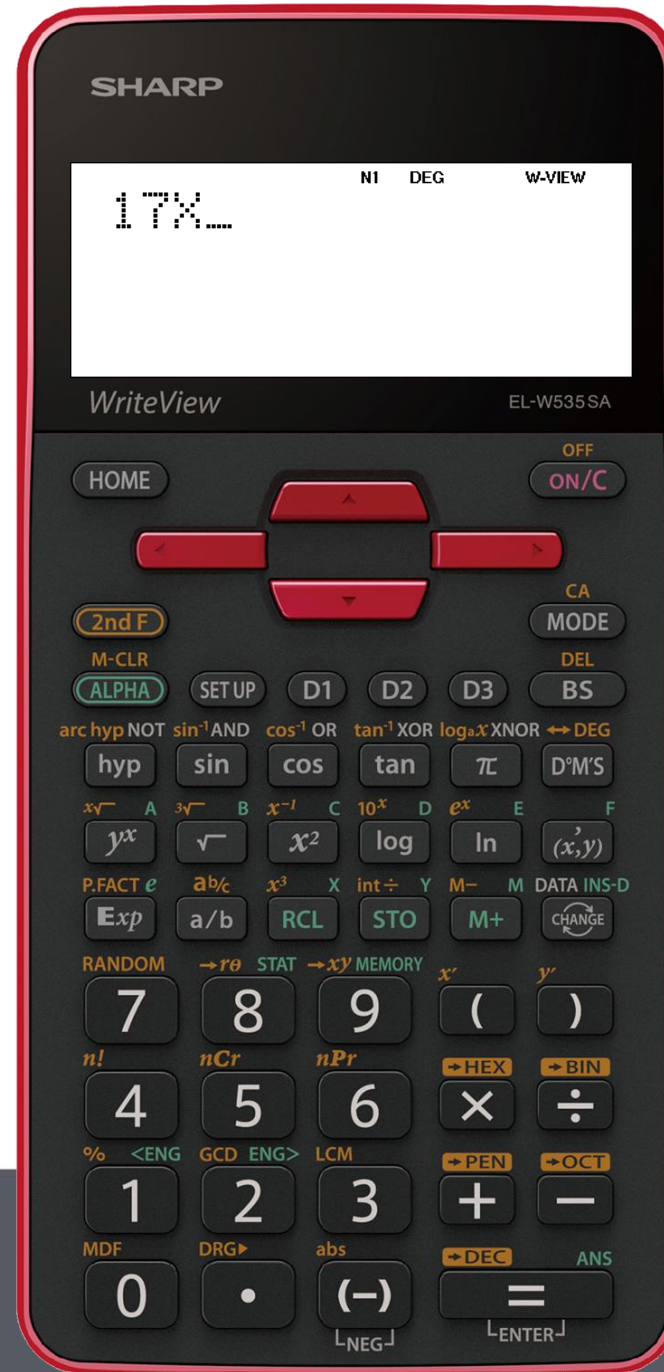 SHARP
N1 DEG W-VIEW
17X_
WriteView EL-W535SA
OFF
HOME ON/C
CA
2nd F MODE
M-CLR DEL
ALPHA SET UP D1 D2 D3 BS
arc hyp NOT sin⁻¹ AND cos⁻¹ OR tan⁻¹ XOR logₐx XNOR ↔DEG
hyp sin cos tan π D°M'S
x√ A ³√ B x⁻¹ C 10ˣ D eˣ E F
yˣ √ x² log ln (x,y)
P.FACT e ab/c x³ X int÷ Y M− M DATA INS-D
Exp a/b RCL STO M+ CHANGE
RANDOM →rθ STAT →xy MEMORY x′ y′
7 8 9 ( )
n! nCr nPr →HEX →BIN
4 5 6 × ÷
% <ENG GCD ENG> LCM →PEN →OCT
1 2 3 + −
MDF DRG▸ abs →DEC ANS
0 • (−) =
NEG ENTER